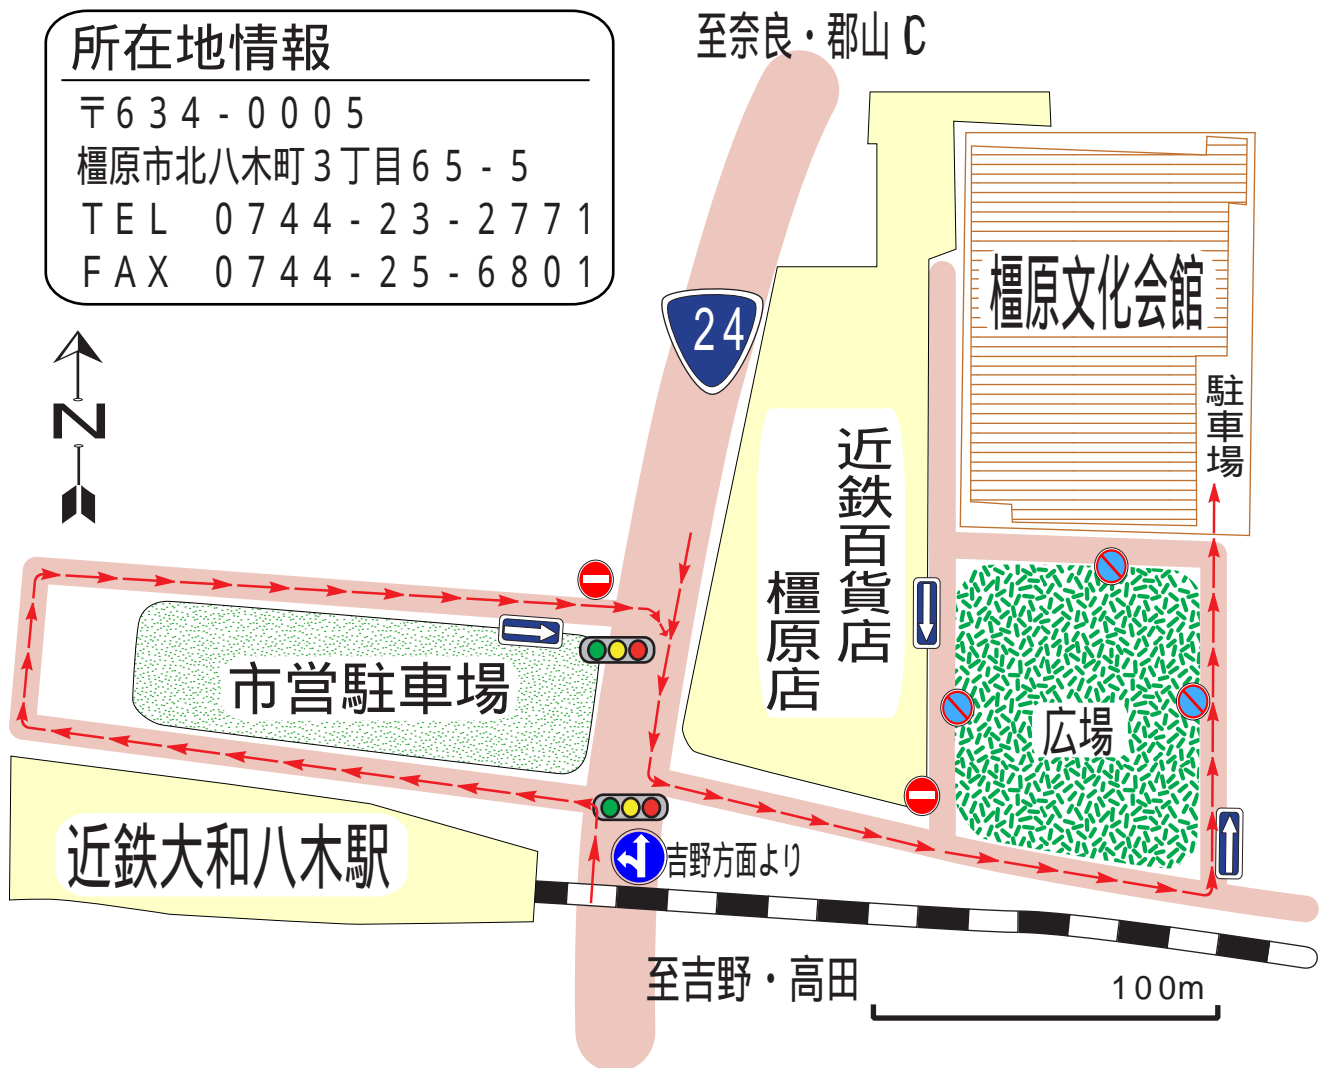 所在地情報
〒634-0005
橿原市北八木町3丁目65-5
TEL 0744-23-2771
FAX 0744-25-6801
至奈良・郡山IC
24
橿原文化会館
駐車場
近鉄百貨店
橿原店
N
市営駐車場
広場
近鉄大和八木駅
吉野方面より
至吉野・高田
100m